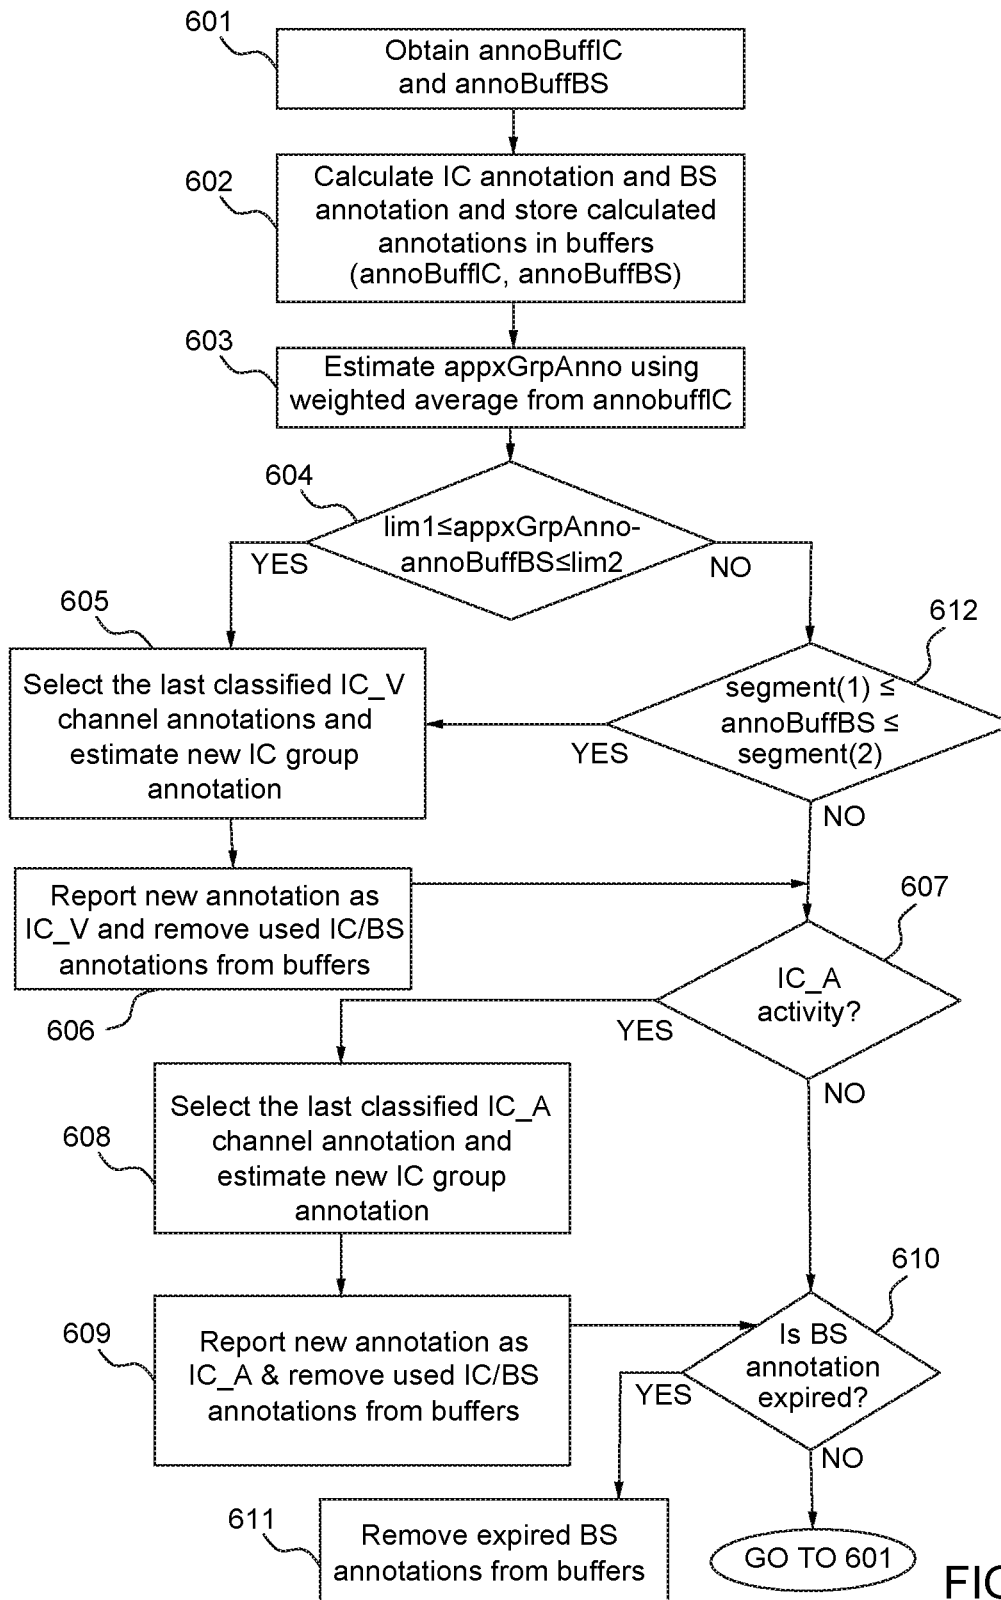 601
Obtain annoBuffIC
and annoBuffBS
602
Calculate IC annotation and BS
annotation and store calculated
annotations in buffers
(annoBuffIC, annoBuffBS)
603
Estimate appxGrpAnno using
weighted average from annobuffIC
604
lim1≤appxGrpAnno-
annoBuffBS≤lim2
YES
NO
605
Select the last classified IC_V
channel annotations and
estimate new IC group
annotation
612
segment(1) ≤
annoBuffBS ≤
segment(2)
YES
NO
Report new annotation as
IC_V and remove used IC/BS
annotations from buffers
606
607
IC_A
activity?
YES
NO
608
Select the last classified IC_A
channel annotation and
estimate new IC group
annotation
609
Report new annotation as
IC_A & remove used IC/BS
annotations from buffers
610
Is BS
annotation
expired?
YES
NO
611
Remove expired BS
annotations from buffers
GO TO 601
FIG